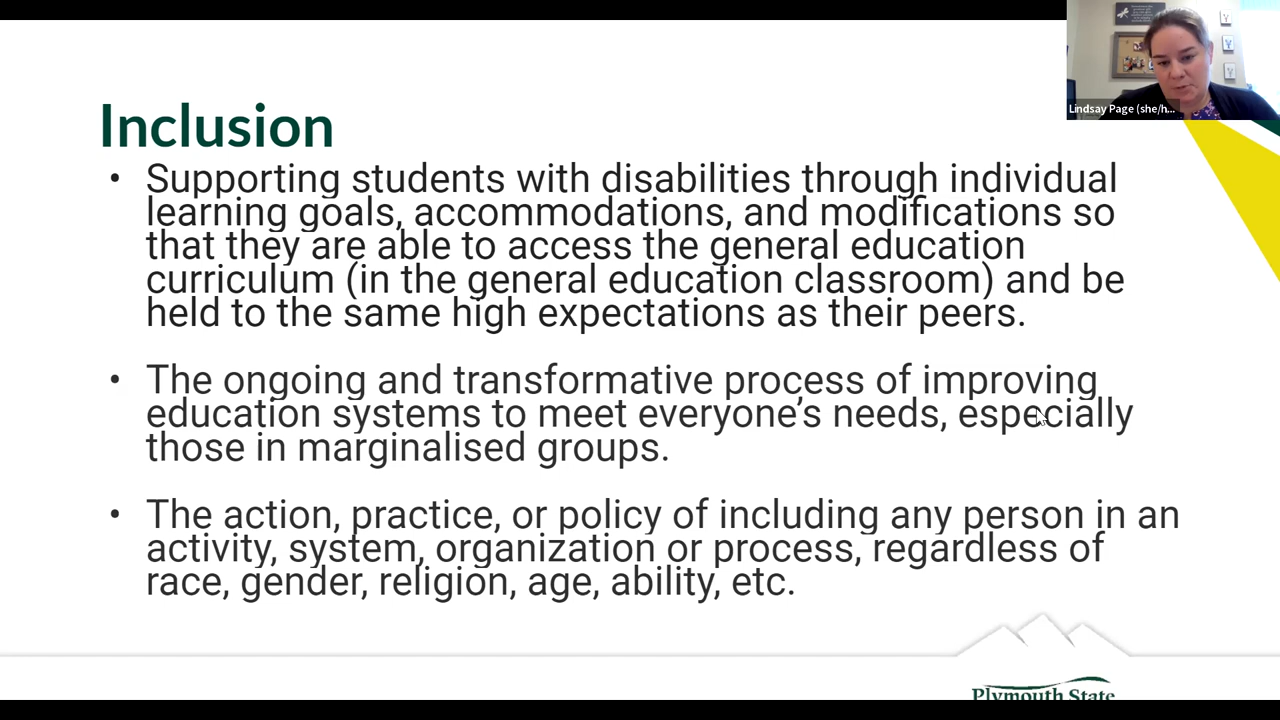 Lindsay Page (she/h...
Inclusion
• Supporting students with disabilities through individual
learning goals, accommodations, and modifications so
that they are able to access the general education
curriculum (in the general education classroom) and be
held to the same high expectations as their peers.
• The ongoing and transformative process of improving
education systems to meet everyone’s needs, especially
those in marginalised groups.
• The action, practice, or policy of including any person in an
activity, system, organization or process, regardless of
race, gender, religion, age, ability, etc.
Plymouth State